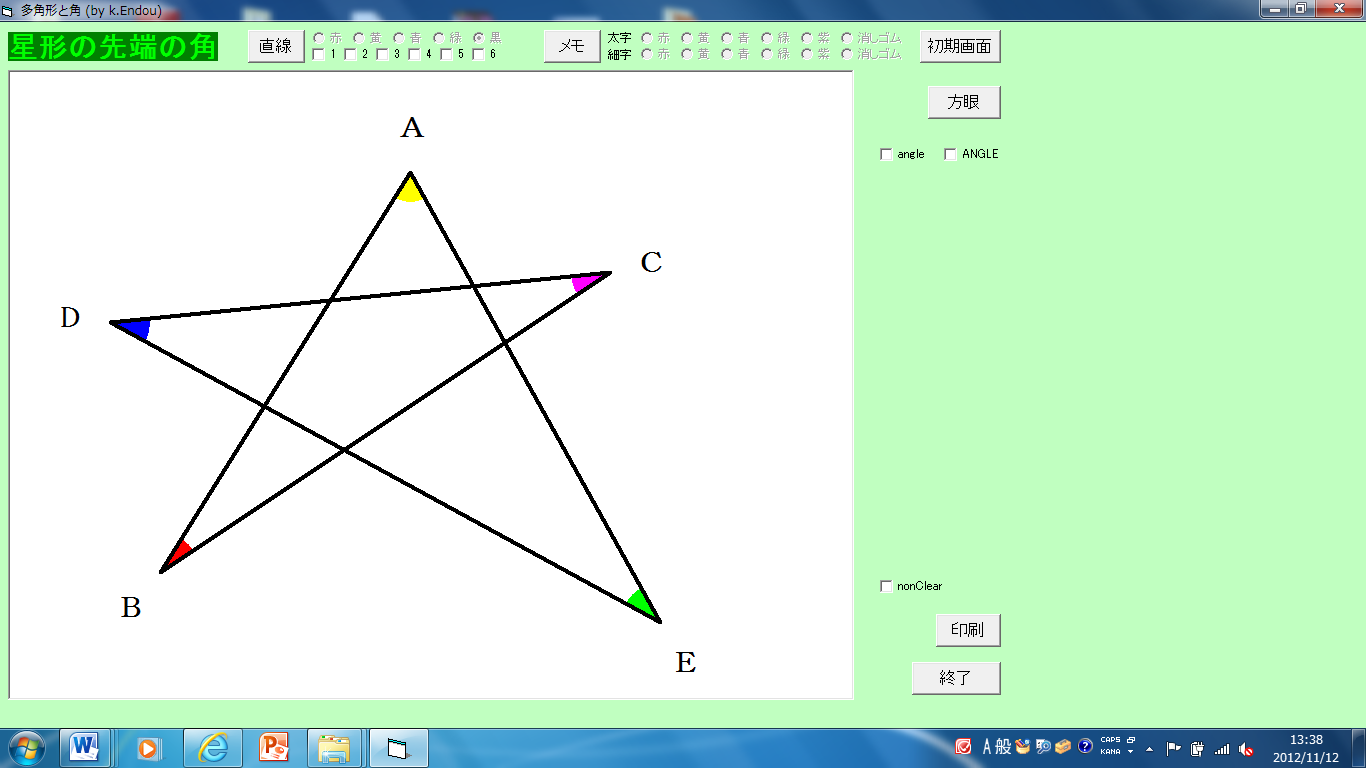 多角形と角 (by k.Endou)
星形の先端の角
直線
赤 黄 青 緑 黒
1 2 3 4 5 6
メモ
太字 赤 黄 青 緑 紫 消しゴム
細字 赤 黄 青 緑 紫 消しゴム
初期画面
方眼
angle ANGLE
A
C
D
B
E
nonClear
印刷
終了
A 般
CAPS
KANA
13:38
2012/11/12